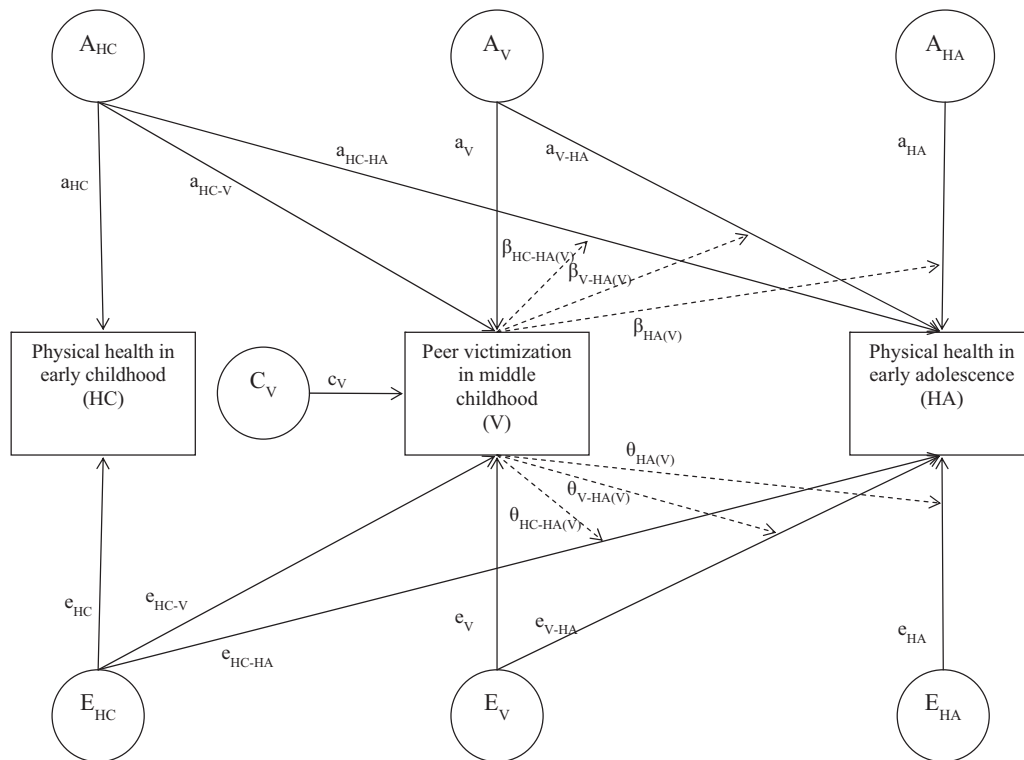 A_HC
A_V
A_HA
a_HC
a_HC-V
a_HC-HA
a_V
a_V-HA
a_HA
β_HC-HA(V)
β_V-HA(V)
β_HA(V)
Physical health in
early childhood
(HC)
C_V
c_V
Peer victimization
in middle
childhood
(V)
Physical health in
early adolescence
(HA)
θ_HA(V)
θ_V-HA(V)
θ_HC-HA(V)
e_HC
e_HC-V
e_HC-HA
e_V
e_V-HA
e_HA
E_HC
E_V
E_HA